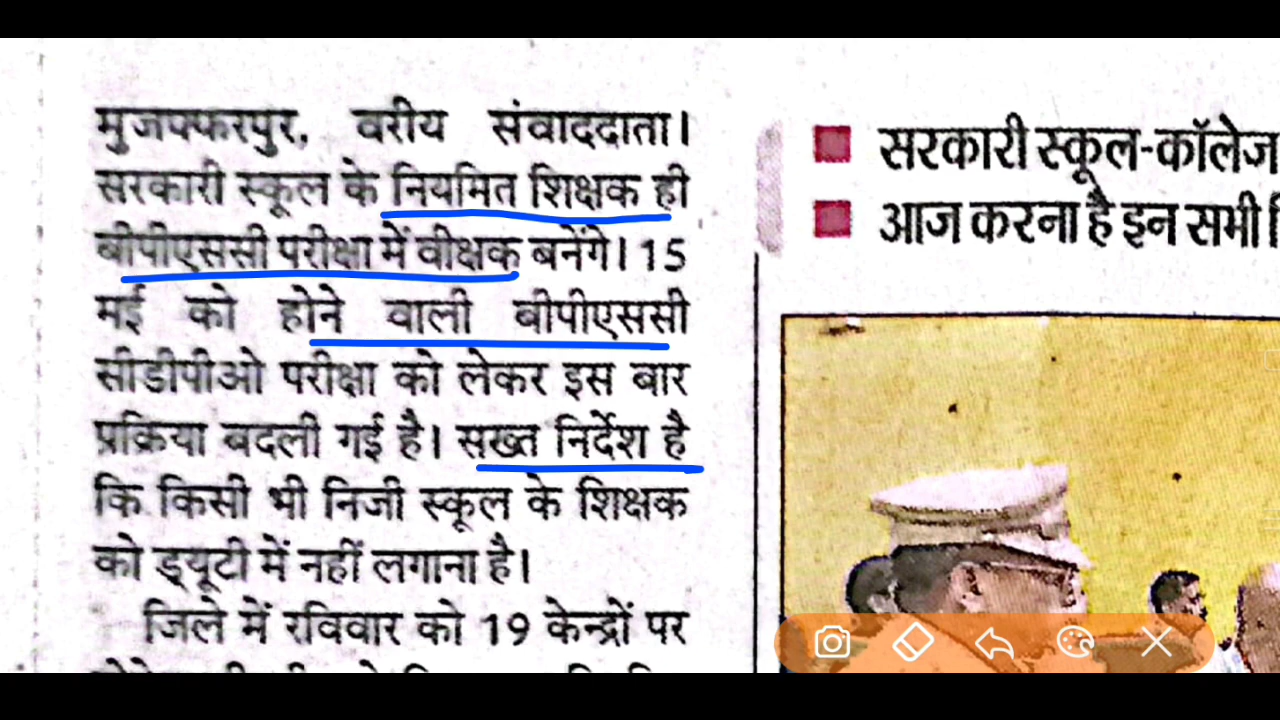 मुजफ्फरपुर, वरीय संवाददाता।
सरकारी स्कूल के नियमित शिक्षक ही
बीपीएससी परीक्षा में वीक्षक बनेंगे। 15
मई को होने वाली बीपीएससी
सीडीपीओ परीक्षा को लेकर इस बार
प्रक्रिया बदली गई है। सख्त निर्देश है
कि किसी भी निजी स्कूल के शिक्षक
को ड्यूटी में नहीं लगाना है।
जिले में रविवार को 19 केन्द्रों पर
सरकारी स्कूल-कॉलेज
आज करना है इन सभी